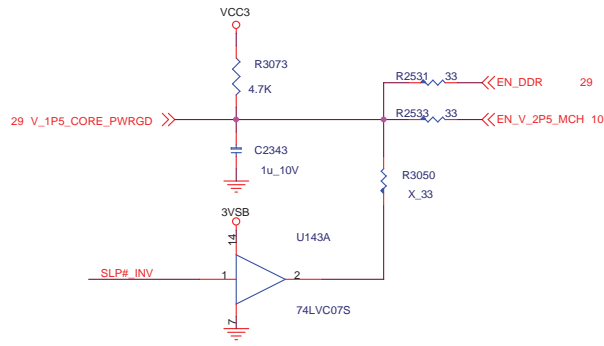 VCC3
R3073
4.7K
R2531 33 EN_DDR 29
29 V_1P5_CORE_PWRGD
R2533 33 EN_V_2P5_MCH 10
C2343
1u_10V
R3050
X_33
3VSB
14
U143A
SLP#_INV 1 2
7
74LVC07S